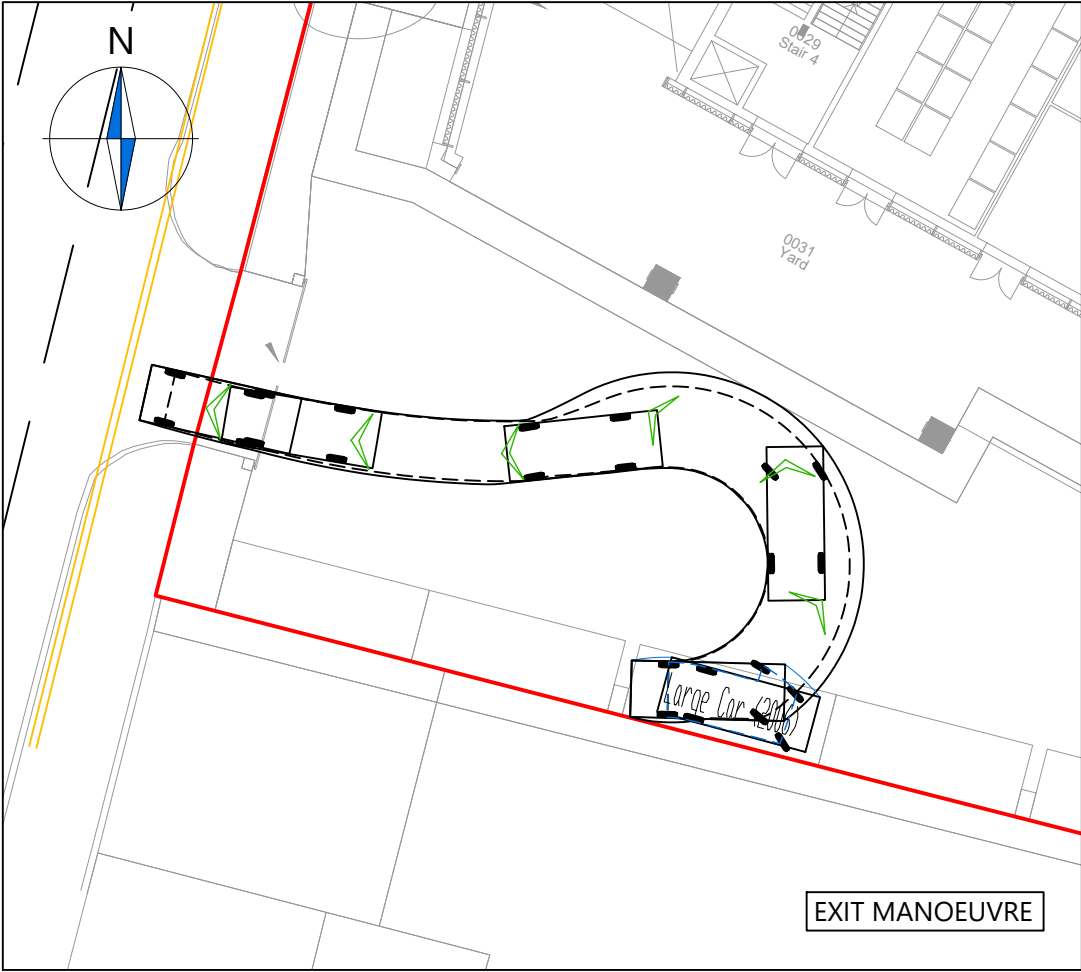 N
0029
Stair 4
0031
Yard
Large Car (2006)
EXIT MANOEUVRE